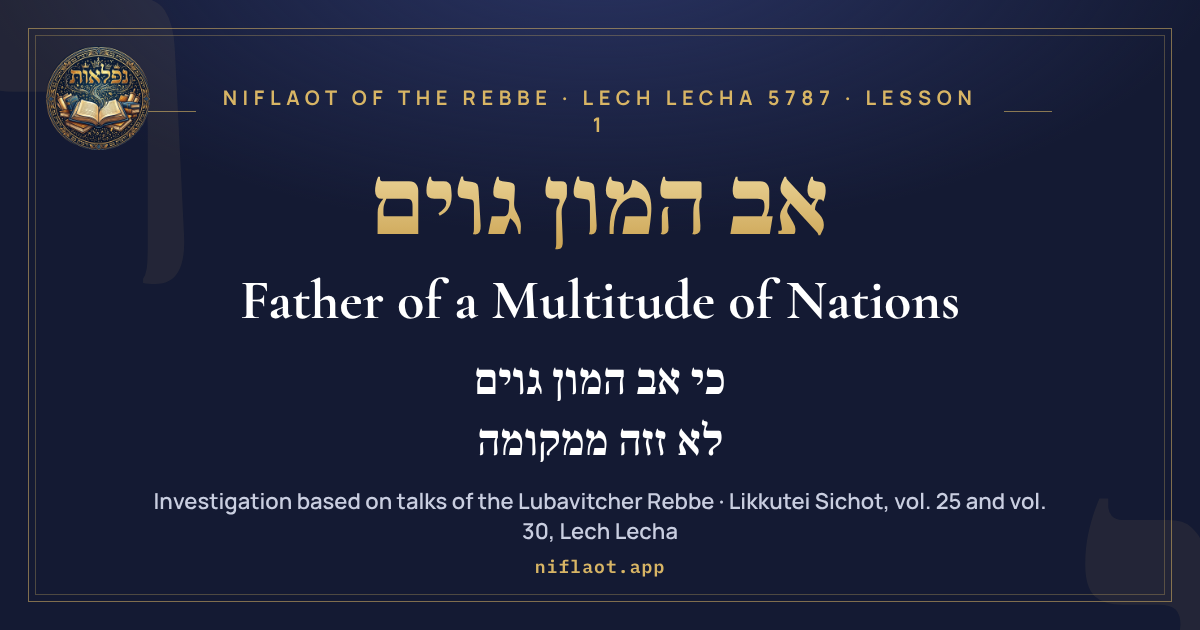 נפלאות
NIFLAOT OF THE REBBE · LECH LECHA 5787 · LESSON
1
אב המון גוים
Father of a Multitude of Nations
כי אב המון גוים
לא זזה ממקומה
Investigation based on talks of the Lubavitcher Rebbe · Likkutei Sichot, vol. 25 and vol.
30, Lech Lecha
niflaot.app